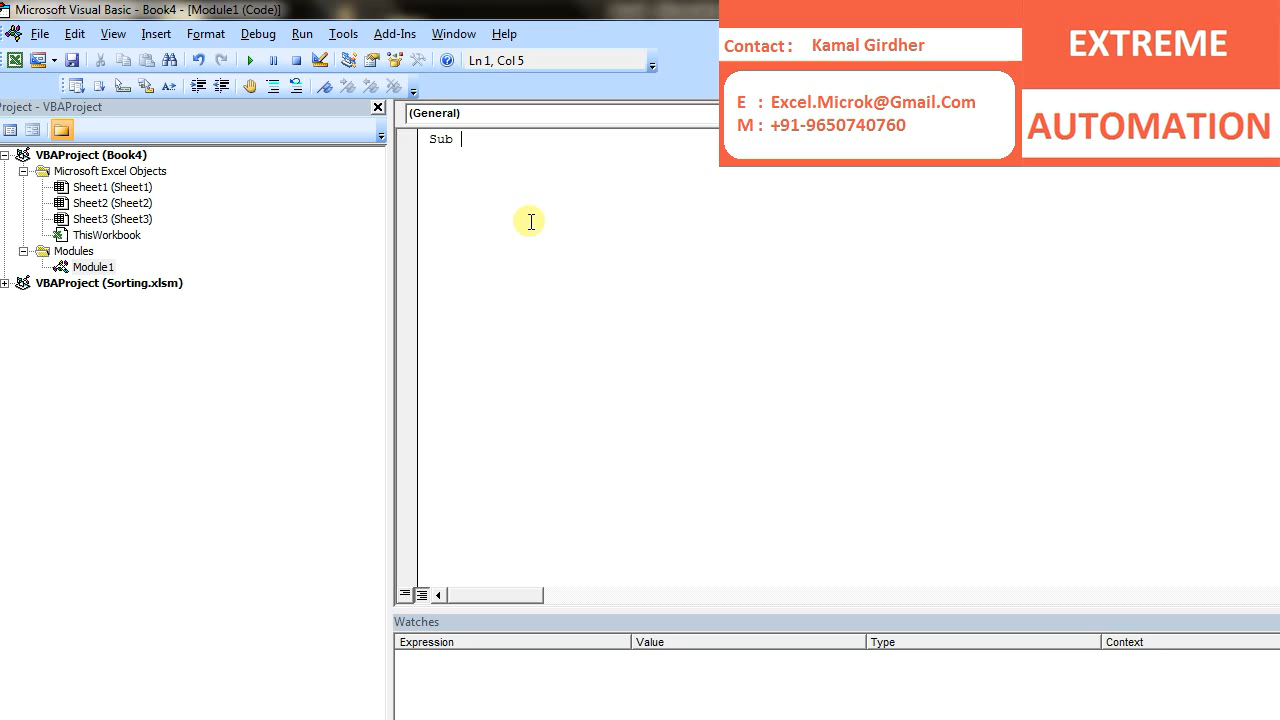 Microsoft Visual Basic - Book4 - [Module1 (Code)]
File Edit View Insert Format Debug Run Tools Add-Ins Window Help
Ln 1, Col 5
Project - VBAProject
VBAProject (Book4)
Microsoft Excel Objects
Sheet1 (Sheet1)
Sheet2 (Sheet2)
Sheet3 (Sheet3)
ThisWorkbook
Modules
Module1
VBAProject (Sorting.xlsm)
(General)
Sub
Contact : Kamal Girdher
E : Excel.Microk@Gmail.Com
M : +91-9650740760
EXTREME
AUTOMATION
Watches
Expression Value Type Context